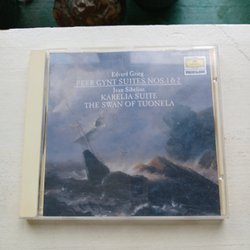 Edvard Grieg
PEER GYNT SUITES NOS.1 & 2
Jean Sibelius
KARELIA SUITE
THE SWAN OF TUONELA